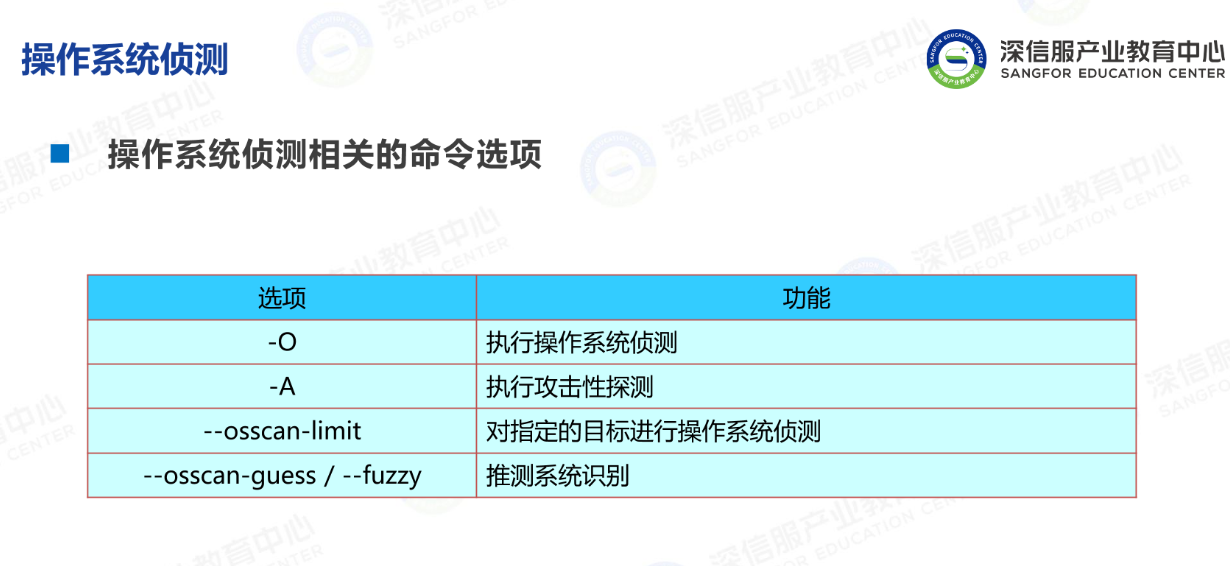 操作系统侦测
深信服产业教育中心
SANGFOR EDUCATION CENTER
操作系统侦测相关的命令选项
选项 功能
-O 执行操作系统侦测
-A 执行攻击性探测
--osscan-limit 对指定的目标进行操作系统侦测
--osscan-guess / --fuzzy 推测系统识别